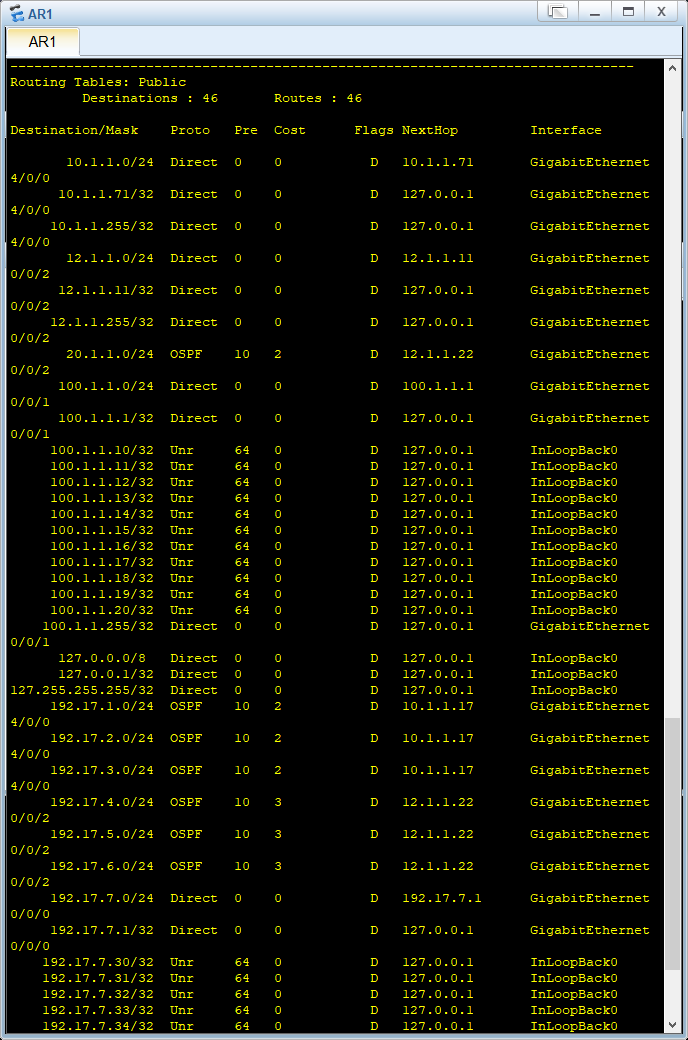 AR1
AR1
------------------------------------------------------------------------------
Routing Tables: Public
         Destinations : 46       Routes : 46

Destination/Mask    Proto   Pre  Cost      Flags NextHop         Interface

       10.1.1.0/24  Direct  0    0           D   10.1.1.71       GigabitEthernet
4/0/0
      10.1.1.71/32  Direct  0    0           D   127.0.0.1       GigabitEthernet
4/0/0
     10.1.1.255/32  Direct  0    0           D   127.0.0.1       GigabitEthernet
4/0/0
       12.1.1.0/24  Direct  0    0           D   12.1.1.11       GigabitEthernet
0/0/2
      12.1.1.11/32  Direct  0    0           D   127.0.0.1       GigabitEthernet
0/0/2
     12.1.1.255/32  Direct  0    0           D   127.0.0.1       GigabitEthernet
0/0/2
       20.1.1.0/24  OSPF    10   2           D   12.1.1.22       GigabitEthernet
0/0/2
      100.1.1.0/24  Direct  0    0           D   100.1.1.1       GigabitEthernet
0/0/1
      100.1.1.1/32  Direct  0    0           D   127.0.0.1       GigabitEthernet
0/0/1
     100.1.1.10/32  Unr     64   0           D   127.0.0.1       InLoopBack0
     100.1.1.11/32  Unr     64   0           D   127.0.0.1       InLoopBack0
     100.1.1.12/32  Unr     64   0           D   127.0.0.1       InLoopBack0
     100.1.1.13/32  Unr     64   0           D   127.0.0.1       InLoopBack0
     100.1.1.14/32  Unr     64   0           D   127.0.0.1       InLoopBack0
     100.1.1.15/32  Unr     64   0           D   127.0.0.1       InLoopBack0
     100.1.1.16/32  Unr     64   0           D   127.0.0.1       InLoopBack0
     100.1.1.17/32  Unr     64   0           D   127.0.0.1       InLoopBack0
     100.1.1.18/32  Unr     64   0           D   127.0.0.1       InLoopBack0
     100.1.1.19/32  Unr     64   0           D   127.0.0.1       InLoopBack0
     100.1.1.20/32  Unr     64   0           D   127.0.0.1       InLoopBack0
    100.1.1.255/32  Direct  0    0           D   127.0.0.1       GigabitEthernet
0/0/1
      127.0.0.0/8   Direct  0    0           D   127.0.0.1       InLoopBack0
      127.0.0.1/32  Direct  0    0           D   127.0.0.1       InLoopBack0
127.255.255.255/32  Direct  0    0           D   127.0.0.1       InLoopBack0
     192.17.1.0/24  OSPF    10   2           D   10.1.1.17       GigabitEthernet
4/0/0
     192.17.2.0/24  OSPF    10   2           D   10.1.1.17       GigabitEthernet
4/0/0
     192.17.3.0/24  OSPF    10   2           D   10.1.1.17       GigabitEthernet
4/0/0
     192.17.4.0/24  OSPF    10   3           D   12.1.1.22       GigabitEthernet
0/0/2
     192.17.5.0/24  OSPF    10   3           D   12.1.1.22       GigabitEthernet
0/0/2
     192.17.6.0/24  OSPF    10   3           D   12.1.1.22       GigabitEthernet
0/0/2
     192.17.7.0/24  Direct  0    0           D   192.17.7.1      GigabitEthernet
0/0/0
     192.17.7.1/32  Direct  0    0           D   127.0.0.1       GigabitEthernet
0/0/0
    192.17.7.30/32  Unr     64   0           D   127.0.0.1       InLoopBack0
    192.17.7.31/32  Unr     64   0           D   127.0.0.1       InLoopBack0
    192.17.7.32/32  Unr     64   0           D   127.0.0.1       InLoopBack0
    192.17.7.33/32  Unr     64   0           D   127.0.0.1       InLoopBack0
    192.17.7.34/32  Unr     64   0           D   127.0.0.1       InLoopBack0